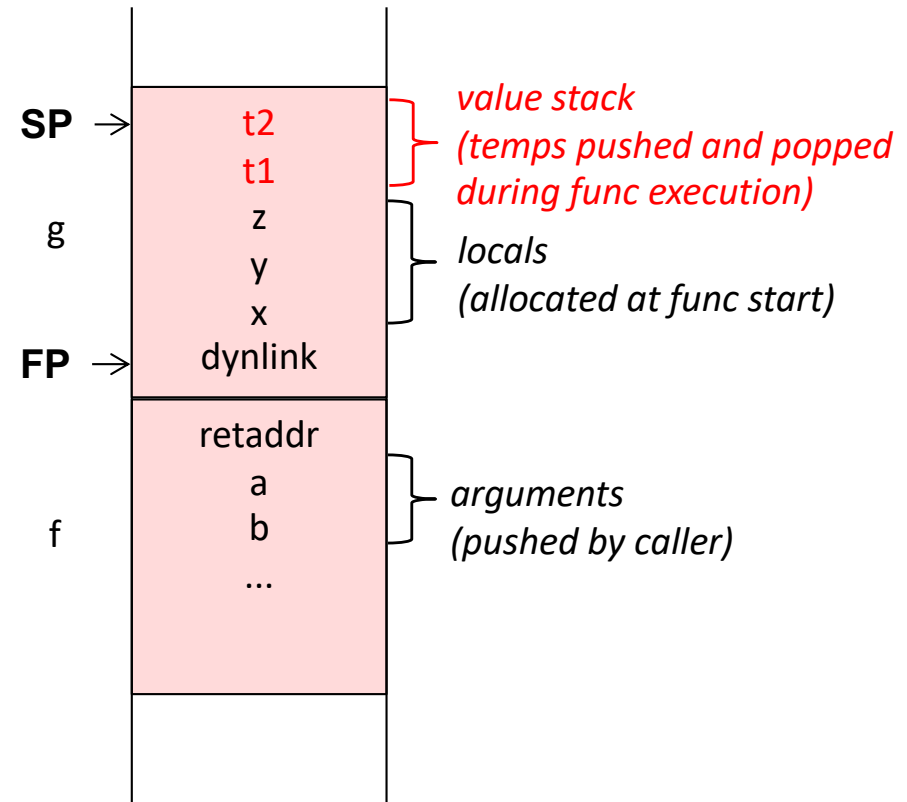 SP
t2
t1
g
z
y
x
FP
dynlink
retaddr
a
b
f
...
value stack
(temps pushed and popped
during func execution)
locals
(allocated at func start)
arguments
(pushed by caller)